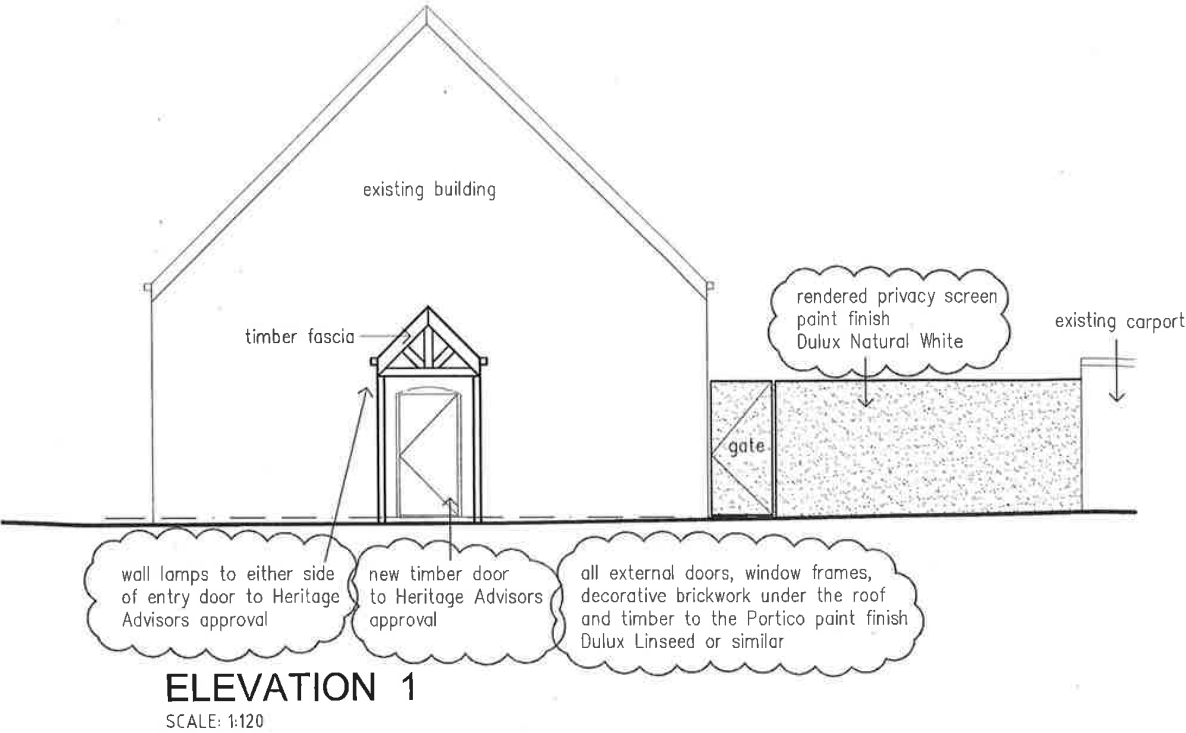 existing building
timber fascia
rendered privacy screen
paint finish
Dulux Natural White
existing carport
gate
wall lamps to either side
of entry door to Heritage
Advisors approval
new timber door
to Heritage Advisors
approval
all external doors, window frames,
decorative brickwork under the roof
and timber to the Portico paint finish
Dulux Linseed or similar
ELEVATION 1
SCALE: 1:120